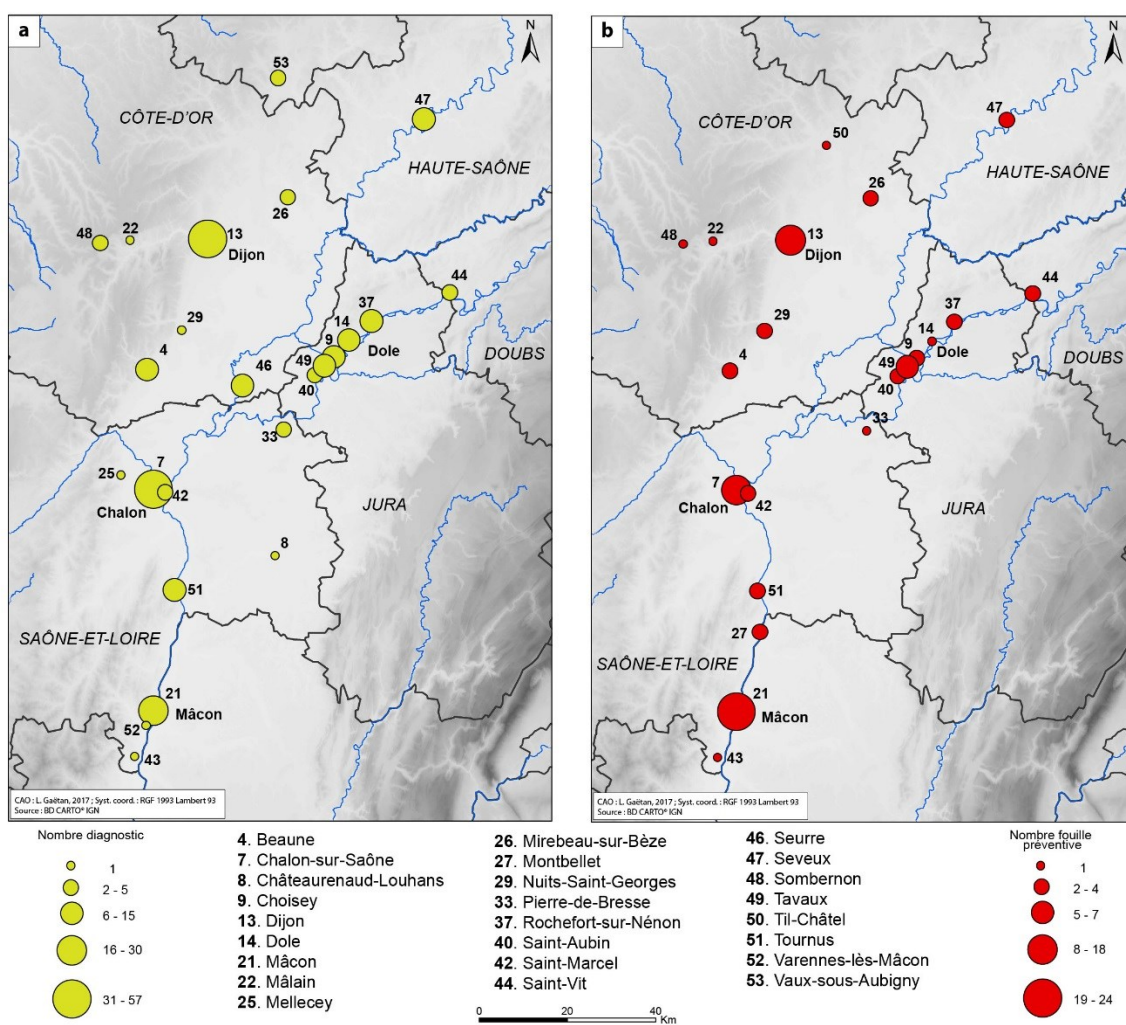 a
N
53
47
CÔTE-D'OR
HAUTE-SAÔNE
26
48
22
13
Dijon
44
29
37
14
4
9
Dole
DOUBS
49
46
40
33
7
25
42
Chalon
JURA
8
51
SAÔNE-ET-LOIRE
21
Mâcon
52
43
CAO : L. Gaëtan, 2017 ; Syst. coord. : RGF 1993 Lambert 93
Source : BD CARTO® IGN
b
N
47
CÔTE-D'OR
50
HAUTE-SAÔNE
26
48
22
13
Dijon
44
29
37
14
9
Dole
4
DOUBS
49
40
33
7
42
Chalon
JURA
51
27
SAÔNE-ET-LOIRE
21
Mâcon
43
CAO : L. Gaëtan, 2017 ; Syst. coord. : RGF 1993 Lambert 93
Source : BD CARTO® IGN
Nombre diagnostic
1
2 - 5
6 - 15
16 - 30
31 - 57
4. Beaune
7. Chalon-sur-Saône
8. Châteaurenaud-Louhans
9. Choisey
13. Dijon
14. Dole
21. Mâcon
22. Mâlain
25. Mellecey
26. Mirebeau-sur-Bèze
27. Montbellet
29. Nuits-Saint-Georges
33. Pierre-de-Bresse
37. Rochefort-sur-Nénon
40. Saint-Aubin
42. Saint-Marcel
44. Saint-Vit
46. Seurre
47. Seveux
48. Sombernon
49. Tavaux
50. Til-Châtel
51. Tournus
52. Varennes-lès-Mâcon
53. Vaux-sous-Aubigny
Nombre fouille
préventive
1
2 - 4
5 - 7
8 - 18
19 - 24
0 20 40
Km